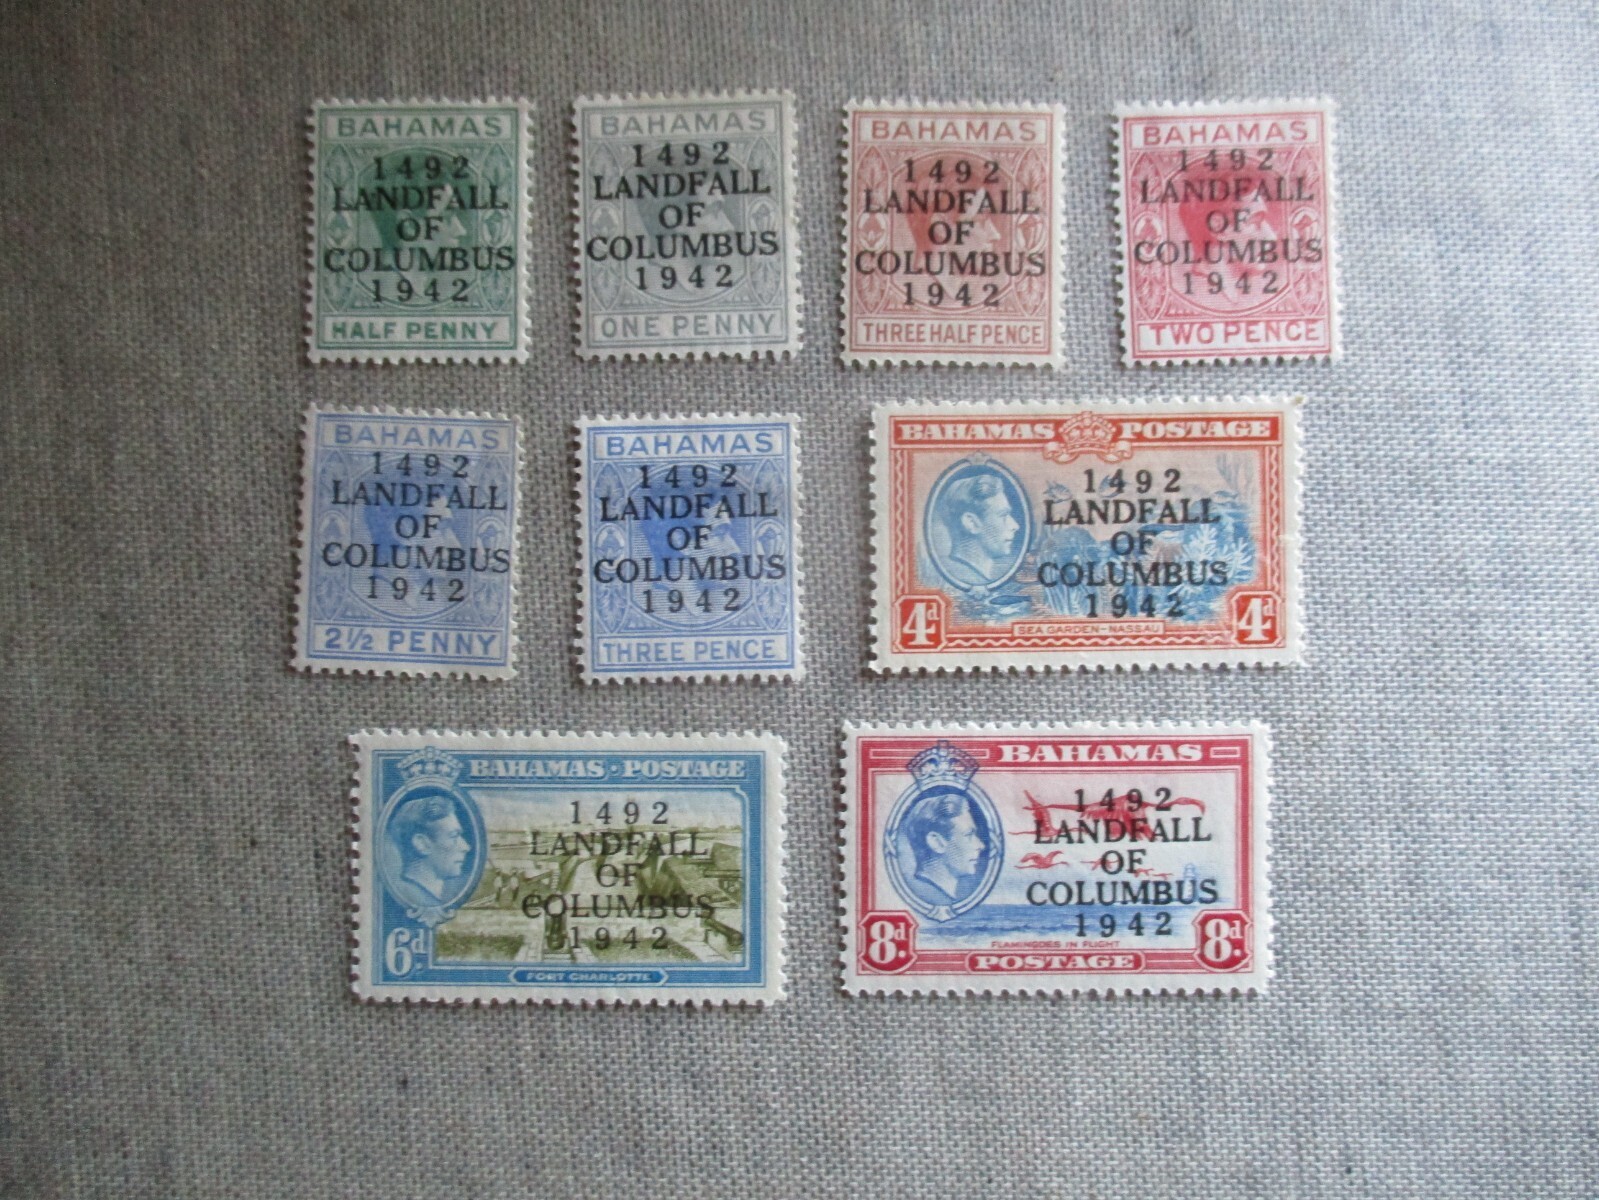 BAHAMAS
1492
LANDFALL
OF
COLUMBUS
1942
HALF PENNY
BAHAMAS
1492
LANDFALL
OF
COLUMBUS
1942
ONE PENNY
BAHAMAS
1492
LANDFALL
OF
COLUMBUS
1942
THREE HALF PENCE
BAHAMAS
1492
LANDFALL
OF
COLUMBUS
1942
TWO PENCE
BAHAMAS
1492
LANDFALL
OF
COLUMBUS
1942
2½ PENNY
BAHAMAS
1492
LANDFALL
OF
COLUMBUS
1942
THREE PENCE
BAHAMAS POSTAGE
1492
LANDFALL
OF
COLUMBUS
1942
4d 4d
SEA GARDEN-NASSAU
BAHAMAS·POSTAGE
1492
LANDFALL
OF
COLUMBUS
1942
6d.
FORT CHARLOTTE
BAHAMAS
1492
LANDFALL
OF
COLUMBUS
1942
8d. 8d.
FLAMINGOES IN FLIGHT
POSTAGE